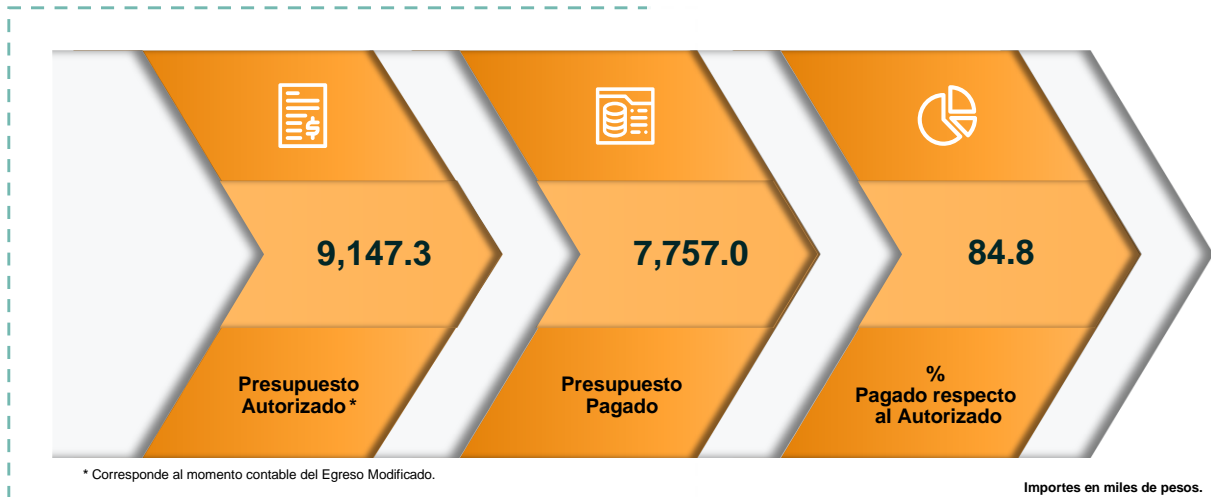 9,147.3
7,757.0
84.8
Presupuesto
Autorizado *
Presupuesto
Pagado
%
Pagado respecto
al Autorizado
* Corresponde al momento contable del Egreso Modificado.
Importes en miles de pesos.